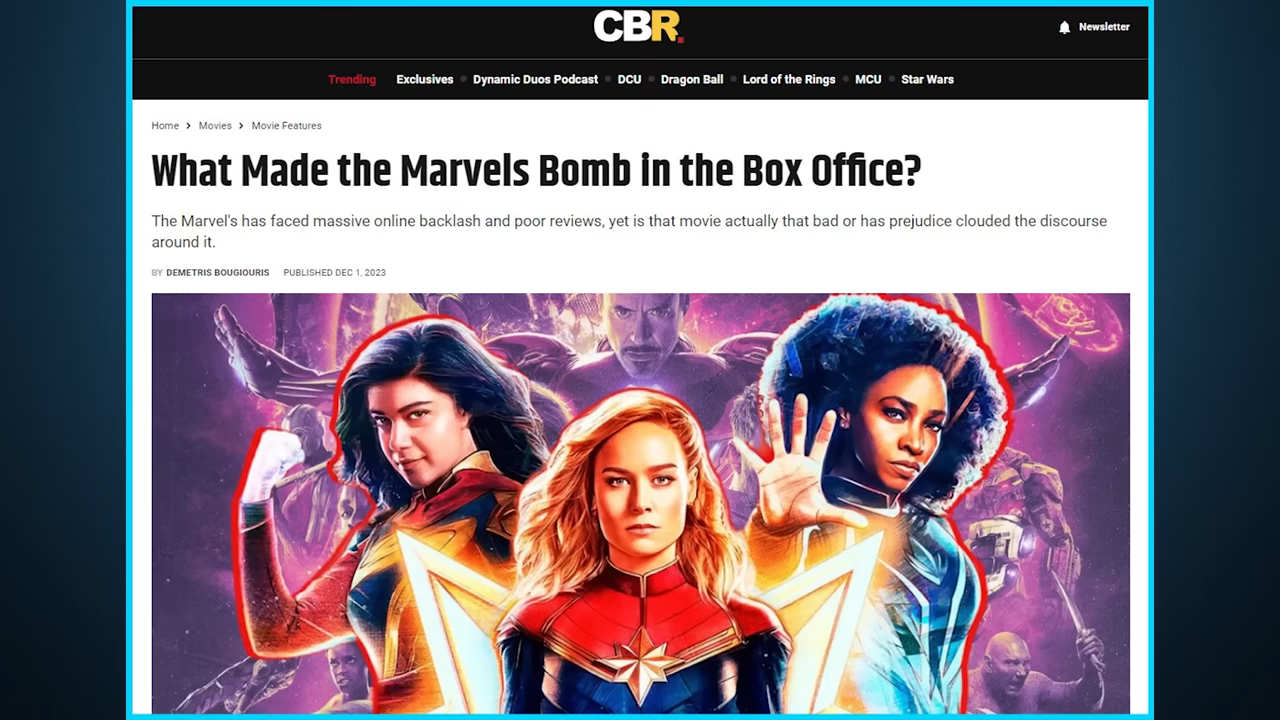 CBR.
Newsletter
Trending Exclusives Dynamic Duos Podcast DCU Dragon Ball Lord of the Rings MCU Star Wars
Home > Movies > Movie Features
What Made the Marvels Bomb in the Box Office?
The Marvel's has faced massive online backlash and poor reviews, yet is that movie actually that bad or has prejudice clouded the discourse
around it.
BY DEMETRIS BOUGIOURIS PUBLISHED DEC 1, 2023